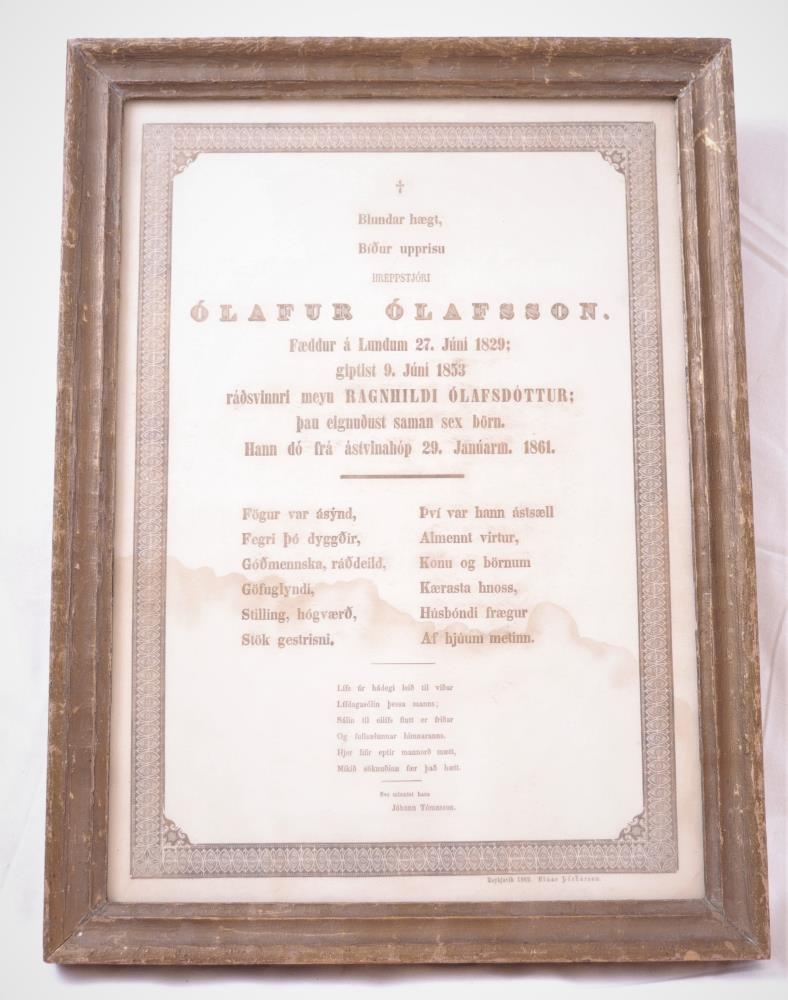 †
Blundar hægt,
Bíður upprisu
HREPPSTJÓRI
ÓLAFUR ÓLAFSSON.
Fæddur á Lundum 27. Júní 1829;
giptist 9. Júní 1853
ráðsvinnri meyu RAGNHILDI ÓLAFSDÓTTUR;
þau eignuðust saman sex börn.
Hann dó frá ástvinahóp 29. Janúarm. 1861.
Fögur var ásýnd,
Fegri þó dyggðir,
Góðmennska, ráðdeild,
Göfuglyndi,
Stilling, hógværð,
Stök gestrisni.
Því var hann ástsæll
Almennt virtur,
Konu og börnum
Kærasta hnoss,
Húsbóndi frægur
Af hjúum metinn.
Lífs úr hádegi leið til viður
Lífdagasólin þessa manns;
Sálin til eilífs flutt er friðar
Og fullsælunnar himnaranns.
Hjer lifir eptir mannorð mætt,
Mikið söknuðinn fær það bætt.
Svo minntist hans
Jóhann Tómasson.
Reykjavík 1862. Einar Þórðarson.